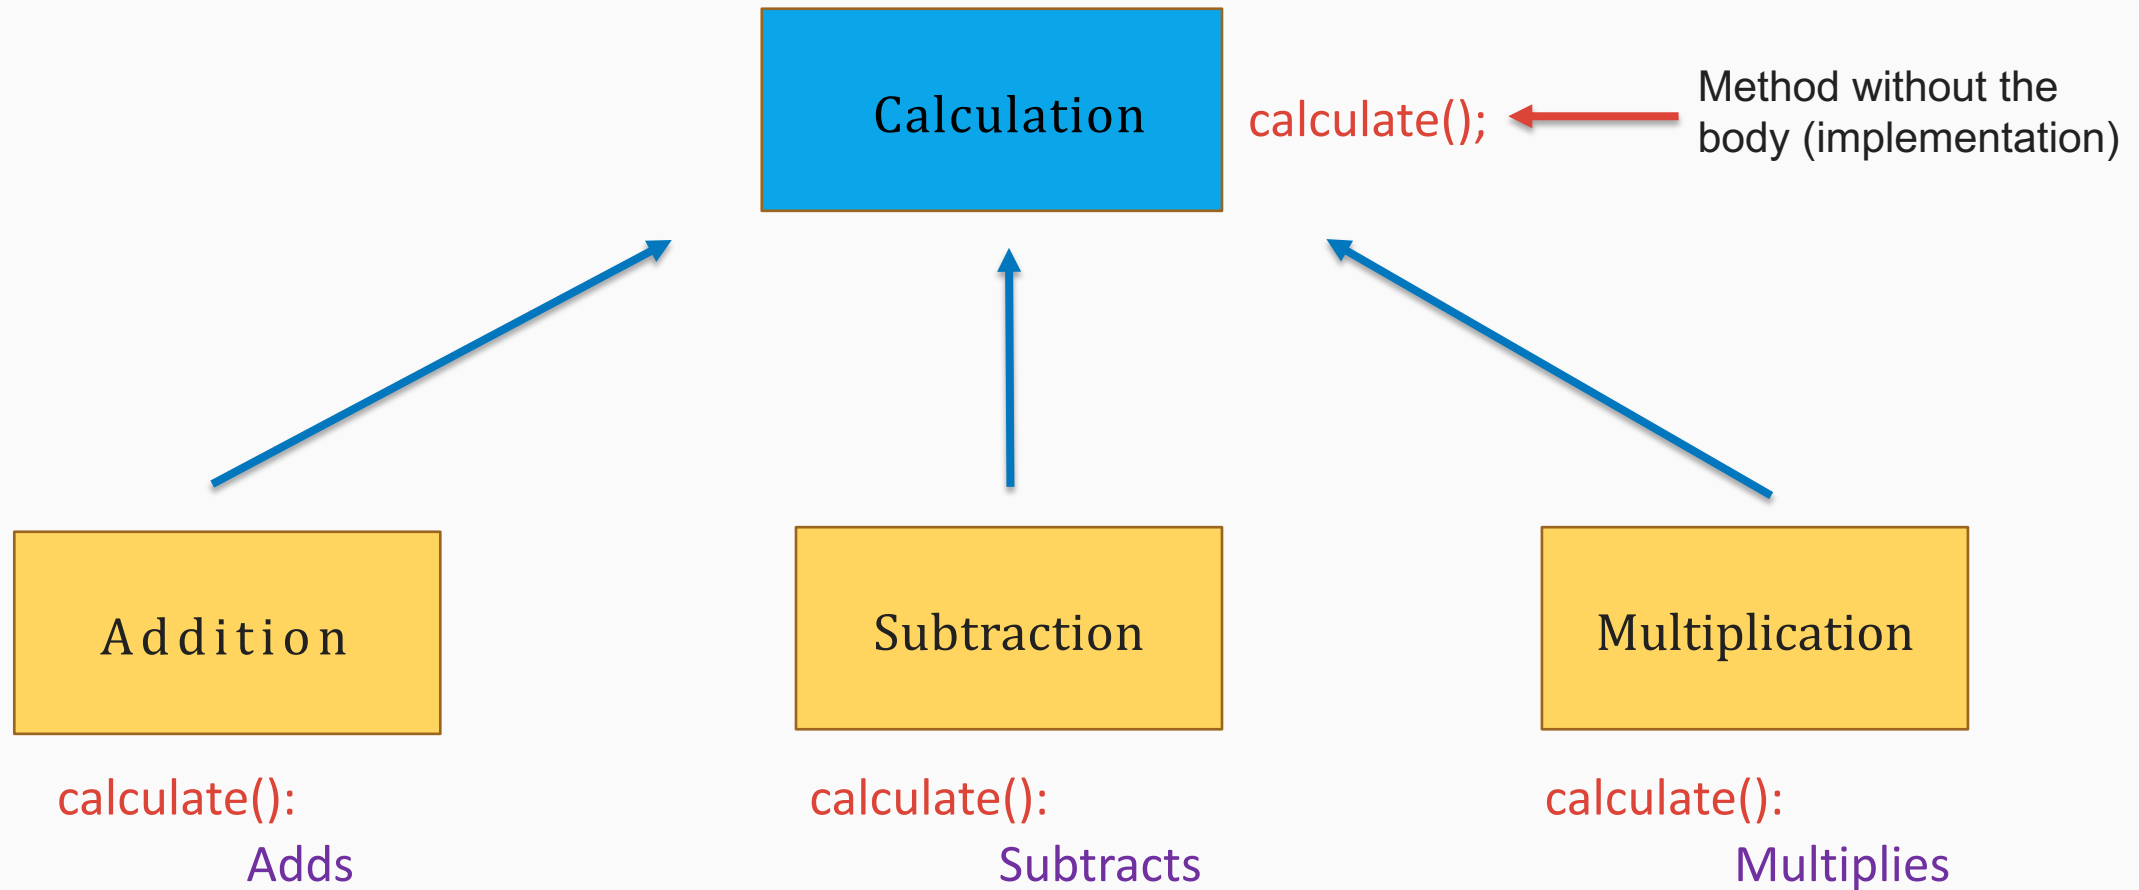 Calculation
calculate();
Method without the
body (implementation)
Addition
Subtraction
Multiplication
calculate():
Adds
calculate():
Subtracts
calculate():
Multiplies